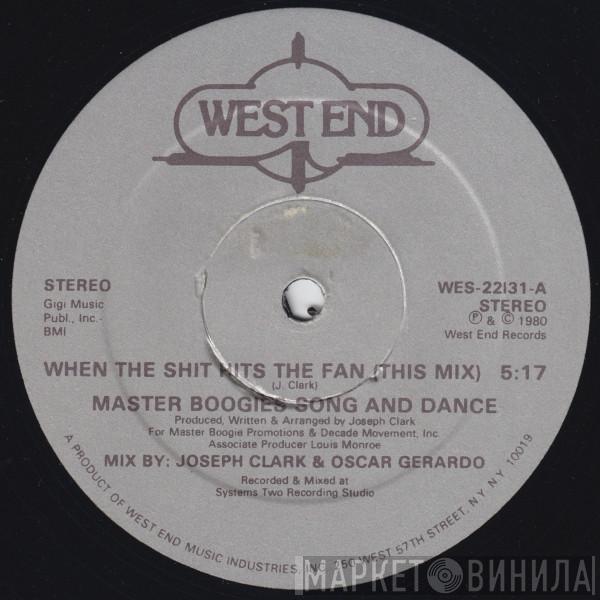 WEST END
STEREO
Gigi Music
Publ., Inc.-
BMI
WES-22131-A
STEREO
Ⓟ & © 1980
West End Records
WHEN THE SHIT HITS THE FAN (THIS MIX) 5:17
(J. Clark)
MASTER BOOGIES SONG AND DANCE
Produced, Written & Arranged by Joseph Clark
For Master Boogie Promotions & Decade Movement, Inc.
Associate Producer Louis Monroe
MIX BY: JOSEPH CLARK & OSCAR GERARDO
Recorded & Mixed at
Systems Two Recording Studio
A PRODUCT OF WEST END MUSIC INDUSTRIES, INC. 250 WEST 57TH STREET, NY NY 10019
МАРКЕТ ВИНИЛА